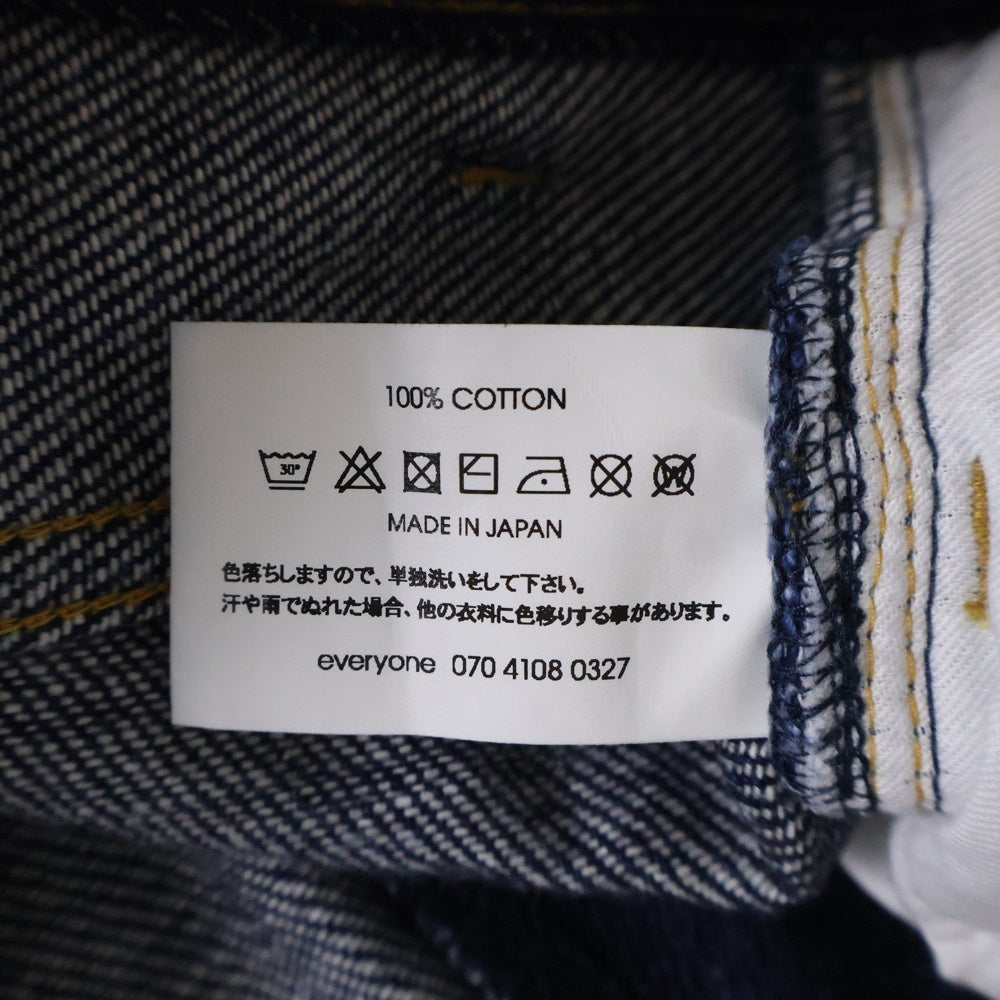 100% COTTON
30°
W
MADE IN JAPAN
色落ちしますので、単独洗いをして下さい。
汗や雨でぬれた場合、他の衣料に色移りする事があります。
everyone 070 4108 0327